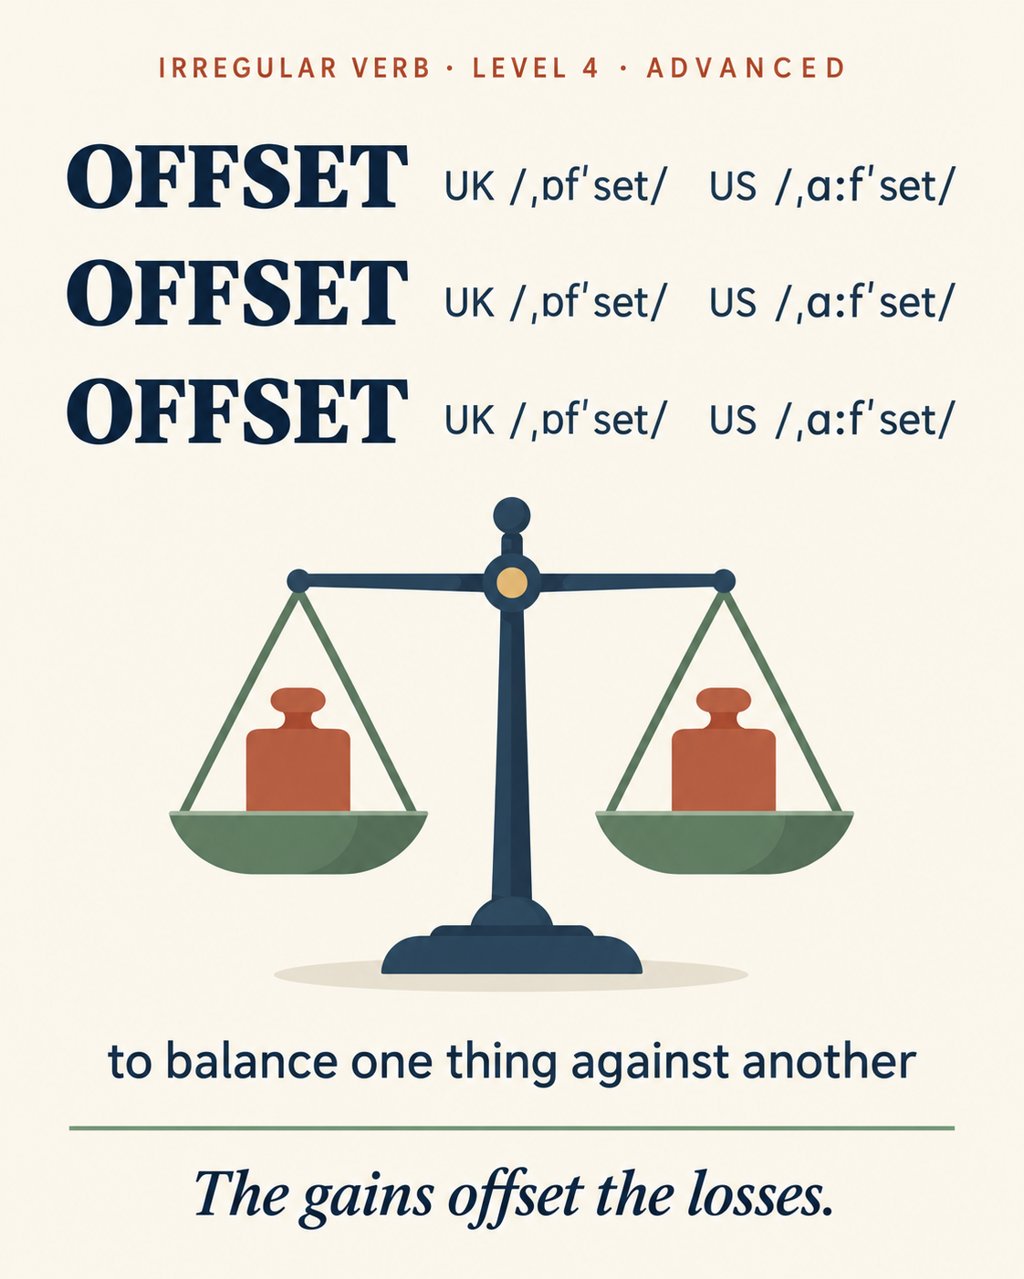 IRREGULAR VERB · LEVEL 4 · ADVANCED
OFFSET UK /ˌɒfˈset/ US /ˌɑːfˈset/
OFFSET UK /ˌɒfˈset/ US /ˌɑːfˈset/
OFFSET UK /ˌɒfˈset/ US /ˌɑːfˈset/
to balance one thing against another
The gains offset the losses.